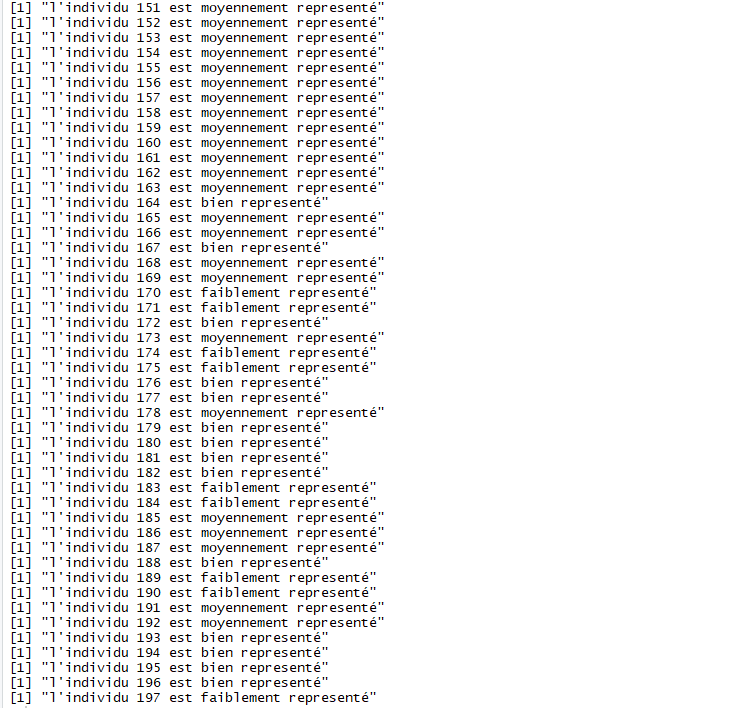 [1] "l'individu 151 est moyennement representé"
[1] "l'individu 152 est moyennement representé"
[1] "l'individu 153 est moyennement representé"
[1] "l'individu 154 est moyennement representé"
[1] "l'individu 155 est moyennement representé"
[1] "l'individu 156 est moyennement representé"
[1] "l'individu 157 est moyennement representé"
[1] "l'individu 158 est moyennement representé"
[1] "l'individu 159 est moyennement representé"
[1] "l'individu 160 est moyennement representé"
[1] "l'individu 161 est moyennement representé"
[1] "l'individu 162 est moyennement representé"
[1] "l'individu 163 est moyennement representé"
[1] "l'individu 164 est bien representé"
[1] "l'individu 165 est moyennement representé"
[1] "l'individu 166 est moyennement representé"
[1] "l'individu 167 est bien representé"
[1] "l'individu 168 est moyennement representé"
[1] "l'individu 169 est moyennement representé"
[1] "l'individu 170 est faiblement representé"
[1] "l'individu 171 est faiblement representé"
[1] "l'individu 172 est bien representé"
[1] "l'individu 173 est moyennement representé"
[1] "l'individu 174 est faiblement representé"
[1] "l'individu 175 est faiblement representé"
[1] "l'individu 176 est bien representé"
[1] "l'individu 177 est bien representé"
[1] "l'individu 178 est moyennement representé"
[1] "l'individu 179 est bien representé"
[1] "l'individu 180 est bien representé"
[1] "l'individu 181 est bien representé"
[1] "l'individu 182 est bien representé"
[1] "l'individu 183 est faiblement representé"
[1] "l'individu 184 est faiblement representé"
[1] "l'individu 185 est moyennement representé"
[1] "l'individu 186 est moyennement representé"
[1] "l'individu 187 est moyennement representé"
[1] "l'individu 188 est bien representé"
[1] "l'individu 189 est faiblement representé"
[1] "l'individu 190 est faiblement representé"
[1] "l'individu 191 est moyennement representé"
[1] "l'individu 192 est moyennement representé"
[1] "l'individu 193 est bien representé"
[1] "l'individu 194 est bien representé"
[1] "l'individu 195 est bien representé"
[1] "l'individu 196 est bien representé"
[1] "l'individu 197 est faiblement representé"